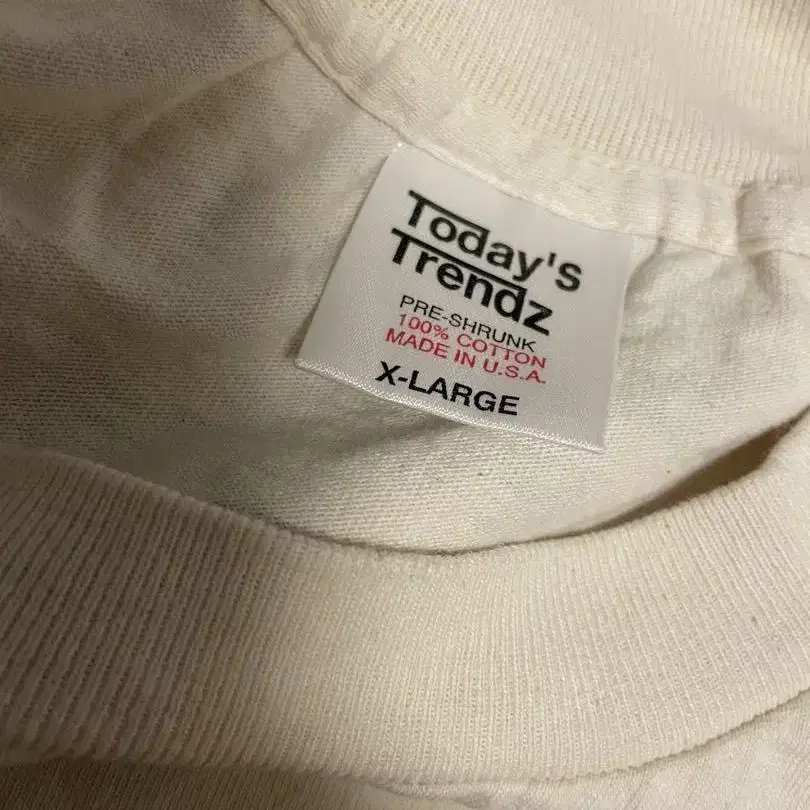 Today's
Trendz
PRE-SHRUNK
100% COTTON
MADE IN U.S.A.
X-LARGE